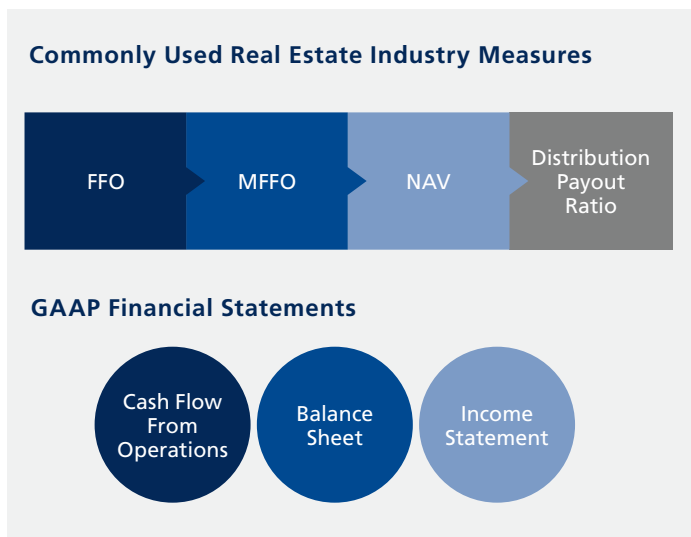 Commonly Used Real Estate Industry Measures
FFO
MFFO
NAV
Distribution
Payout
Ratio
GAAP Financial Statements
Cash Flow
From
Operations
Balance
Sheet
Income
Statement